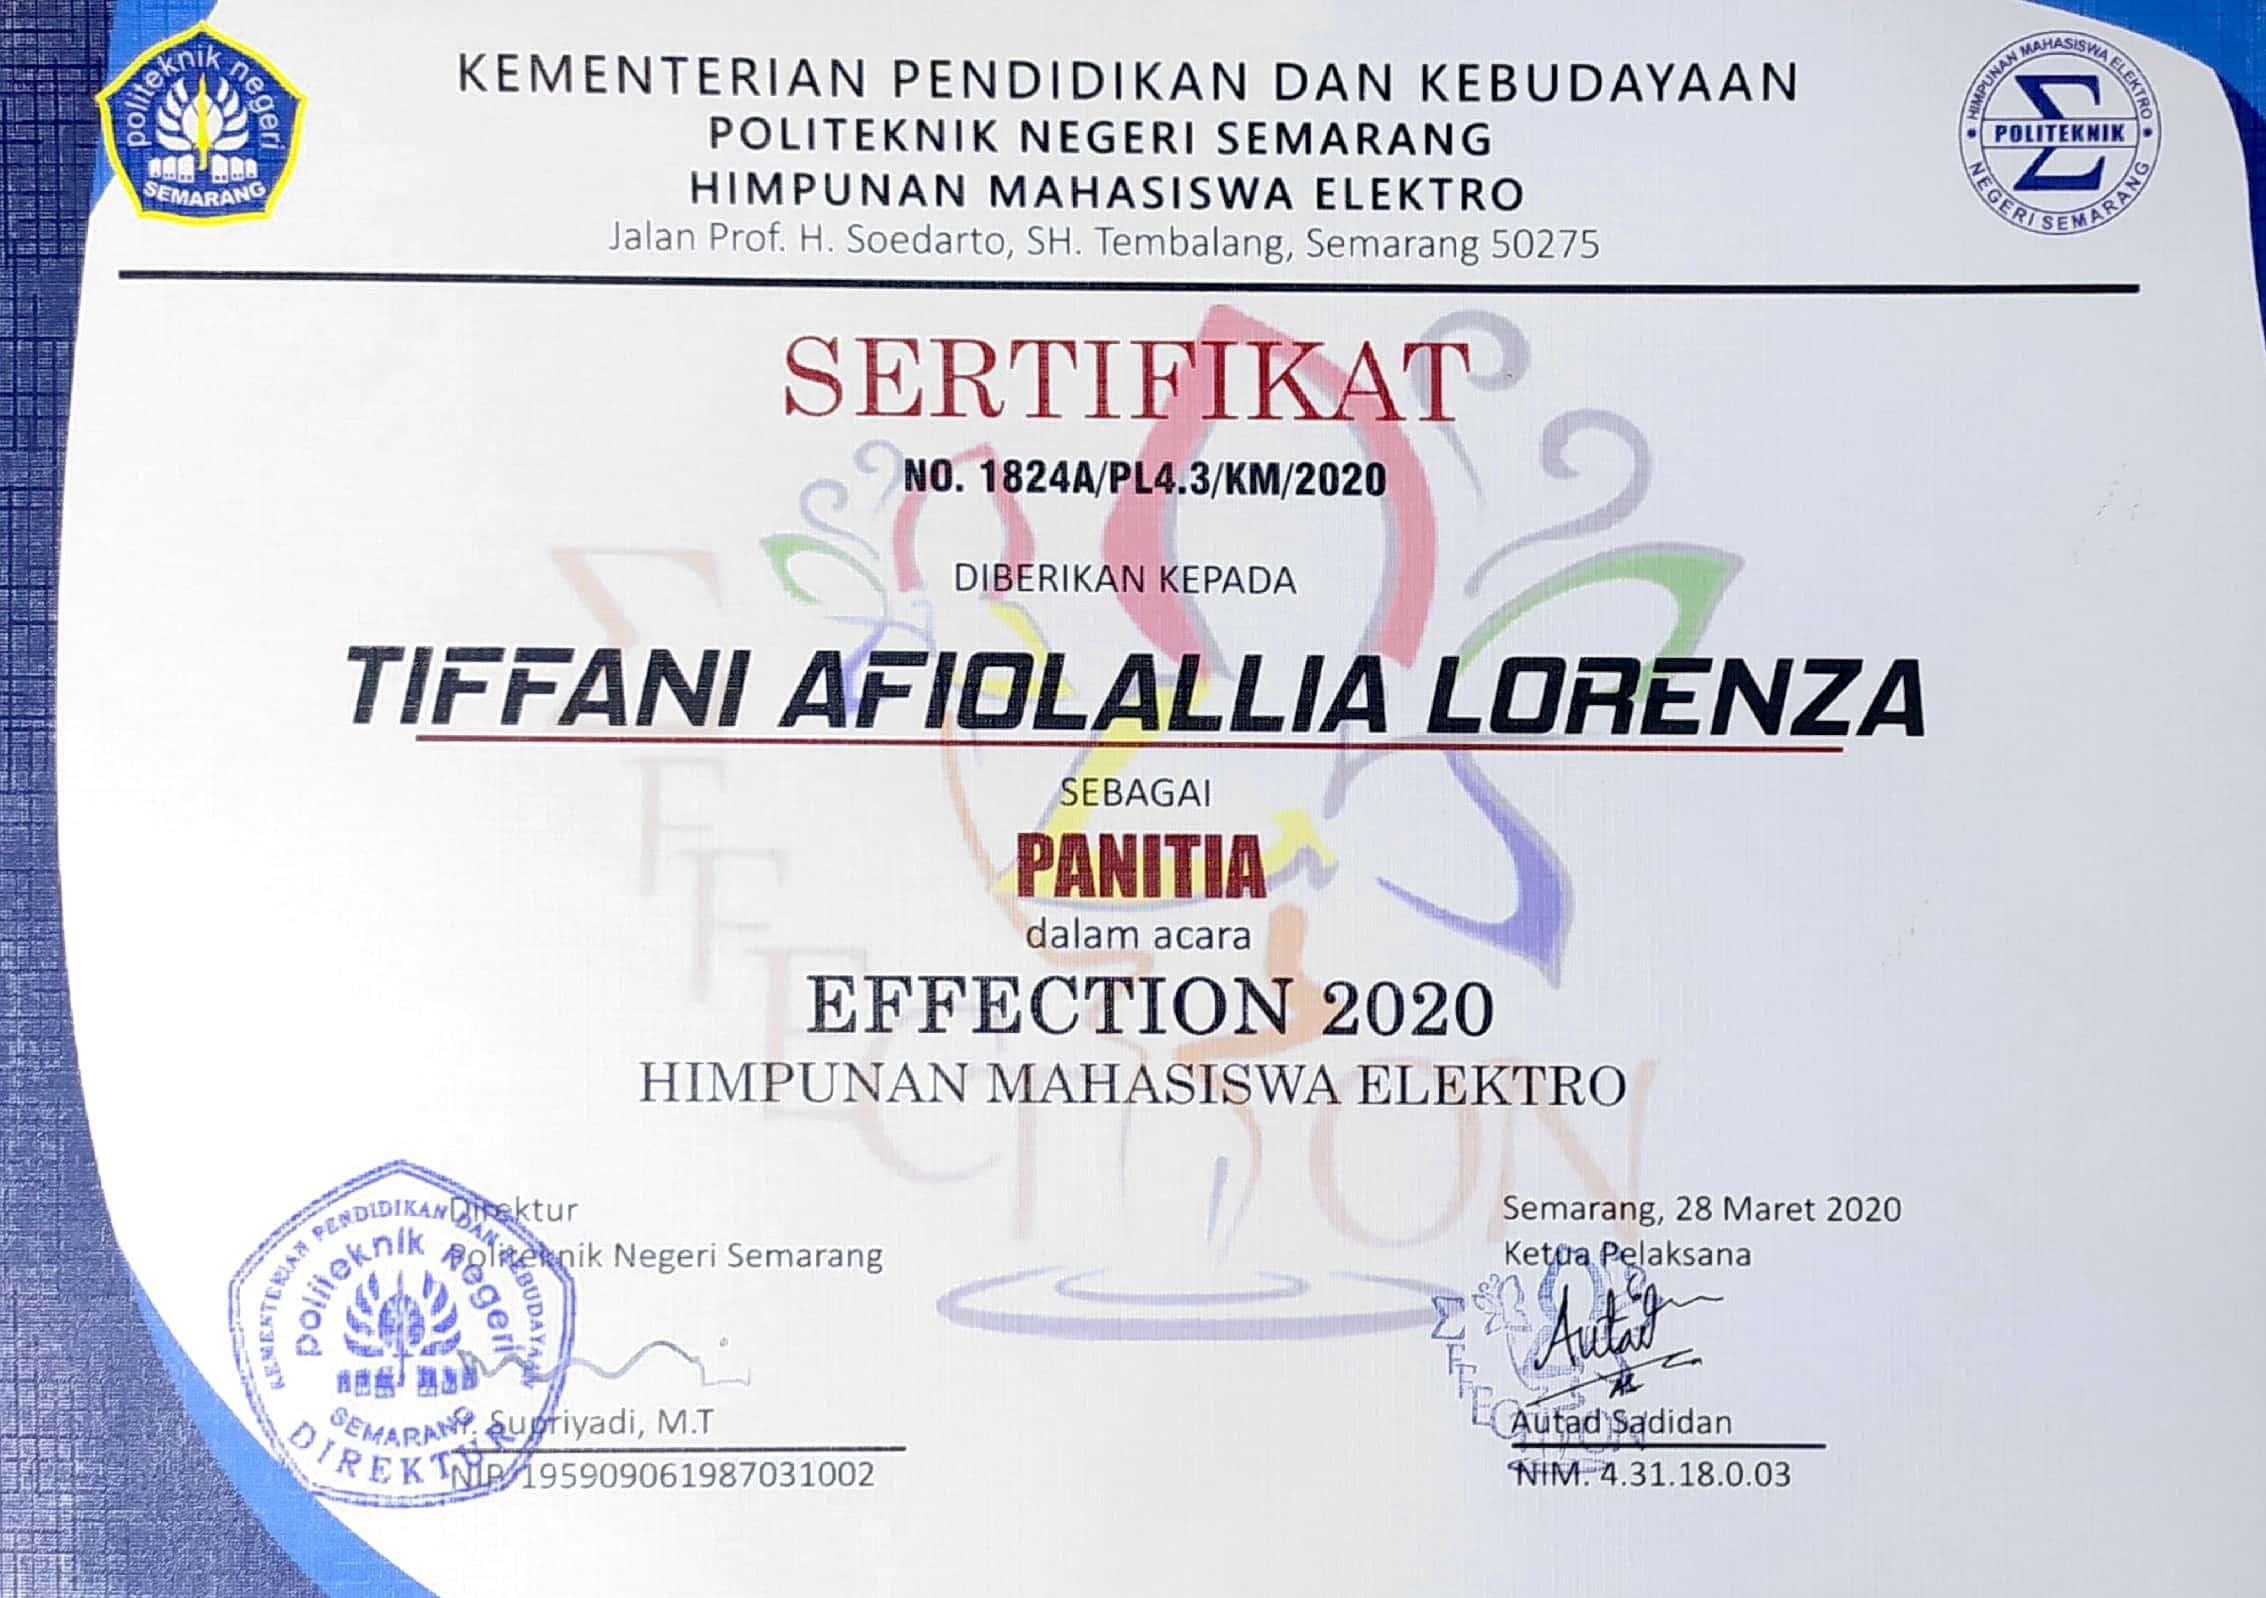 politeknik negeri
SEMARANG
HIMPUNAN MAHASISWA ELEKTRO
POLITEKNIK
NEGERI SEMARANG
KEMENTERIAN PENDIDIKAN DAN KEBUDAYAAN
POLITEKNIK NEGERI SEMARANG
HIMPUNAN MAHASISWA ELEKTRO
Jalan Prof. H. Soedarto, SH. Tembalang, Semarang 50275
SERTIFIKAT
NO. 1824A/PL4.3/KM/2020
DIBERIKAN KEPADA
TIFFANI AFIOLALLIA LORENZA
SEBAGAI
PANITIA
dalam acara
EFFECTION 2020
HIMPUNAN MAHASISWA ELEKTRO
ΣFFECTION
Direktur
Politeknik Negeri Semarang
KEMENTERIAN PENDIDIKAN DAN KEBUDAYAAN
politeknik Negeri
SEMARANG
DIREKTUR
Supriyadi, M.T
NIP. 195909061987031002
Semarang, 28 Maret 2020
Ketua Pelaksana
Autad
ΣFFECTION
Autad Sadidan
NIM. 4.31.18.0.03